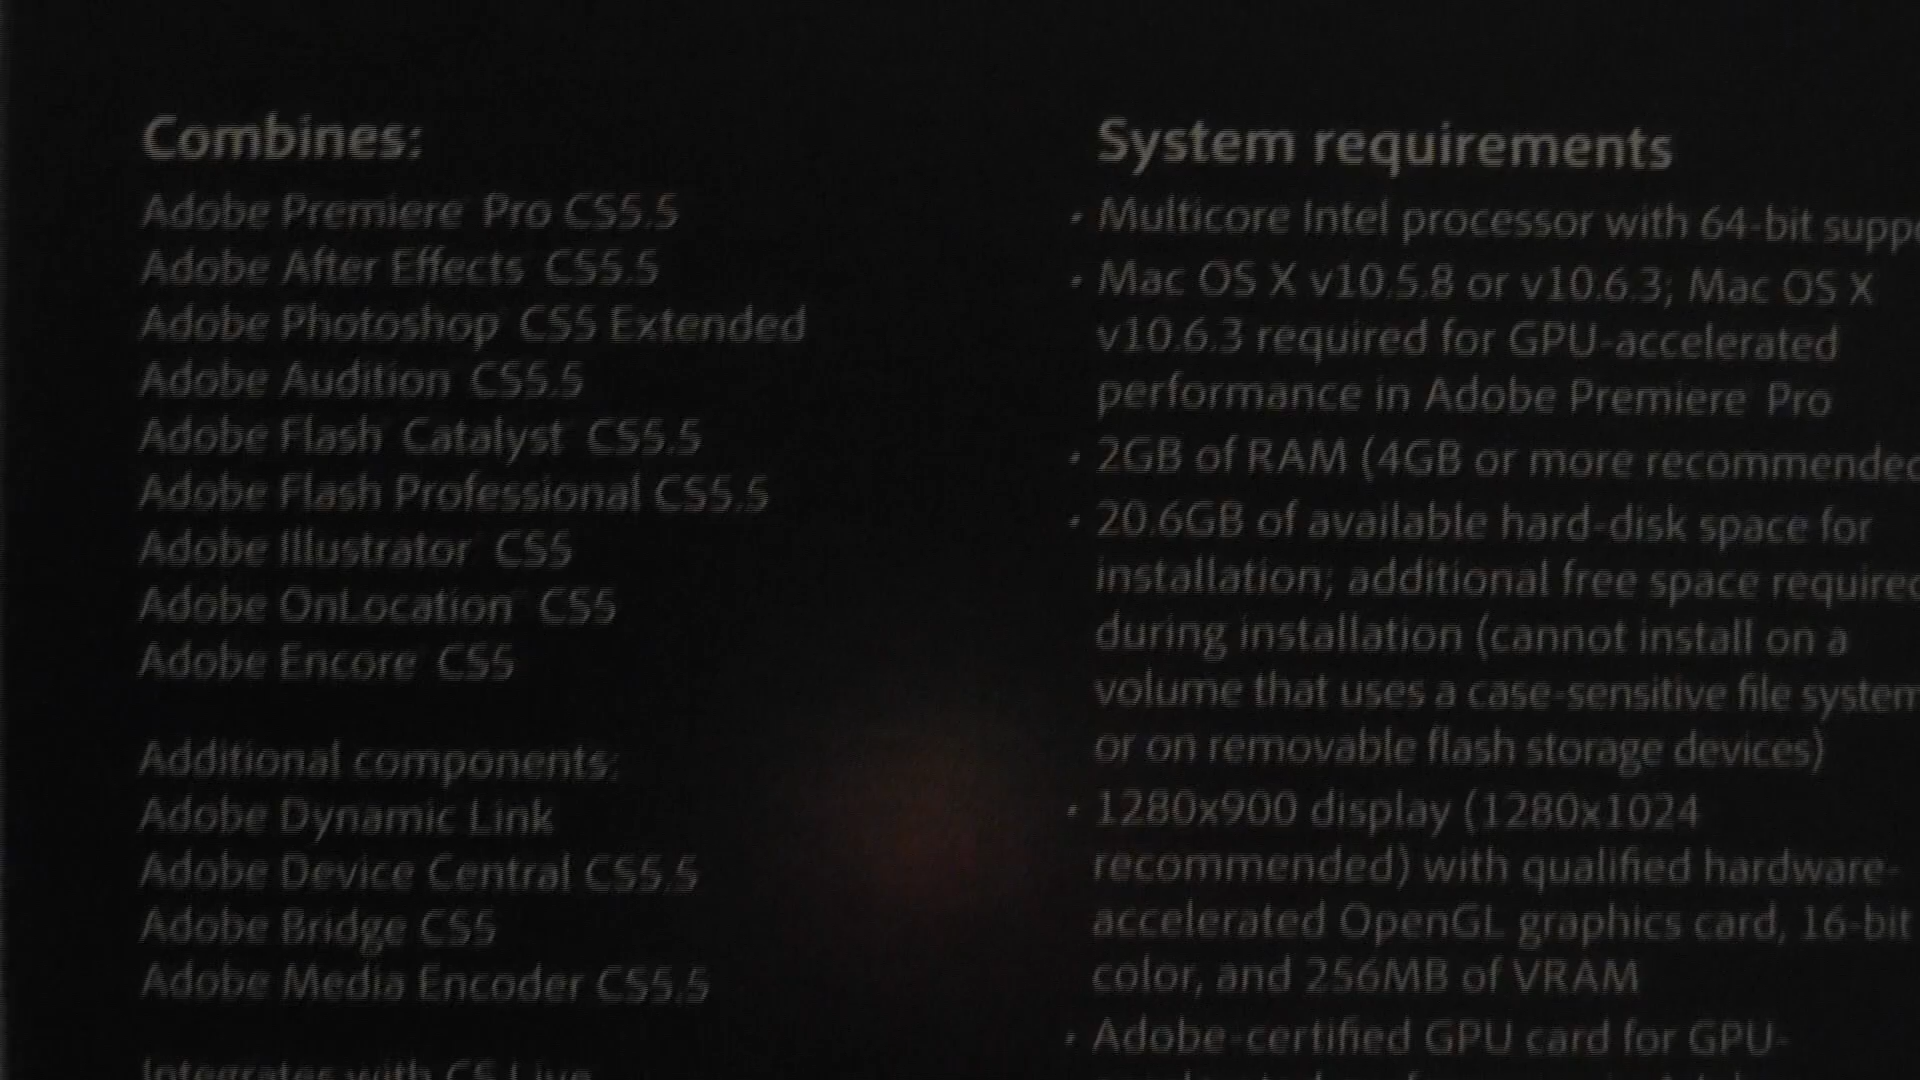 Combines:
Adobe Premiere Pro CS5.5
Adobe After Effects CS5.5
Adobe Photoshop CS5 Extended
Adobe Audition CS5.5
Adobe Flash Catalyst CS5.5
Adobe Flash Professional CS5.5
Adobe Illustrator CS5
Adobe OnLocation CS5
Adobe Encore CS5
Additional components:
Adobe Dynamic Link
Adobe Device Central CS5.5
Adobe Bridge CS5
Adobe Media Encoder CS5.5
Integrates with CS Live
System requirements
• Multicore Intel processor with 64-bit
• Mac OS X v10.5.8 or v10.6.3; Mac OS X
v10.6.3 required for GPU-accelerated
performance in Adobe Premiere Pro
• 2GB of RAM (4GB or more recommended
• 20.6GB of available hard-disk space for
installation; additional free space required
during installation (cannot install on a
volume that uses a case-sensitive file system
or on removable flash storage devices)
• 1280x900 display (1280x1024
recommended) with qualified hardware-
accelerated OpenGL graphics card, 16-bit
color, and 256MB of VRAM
• Adobe-certified GPU card for GPU-